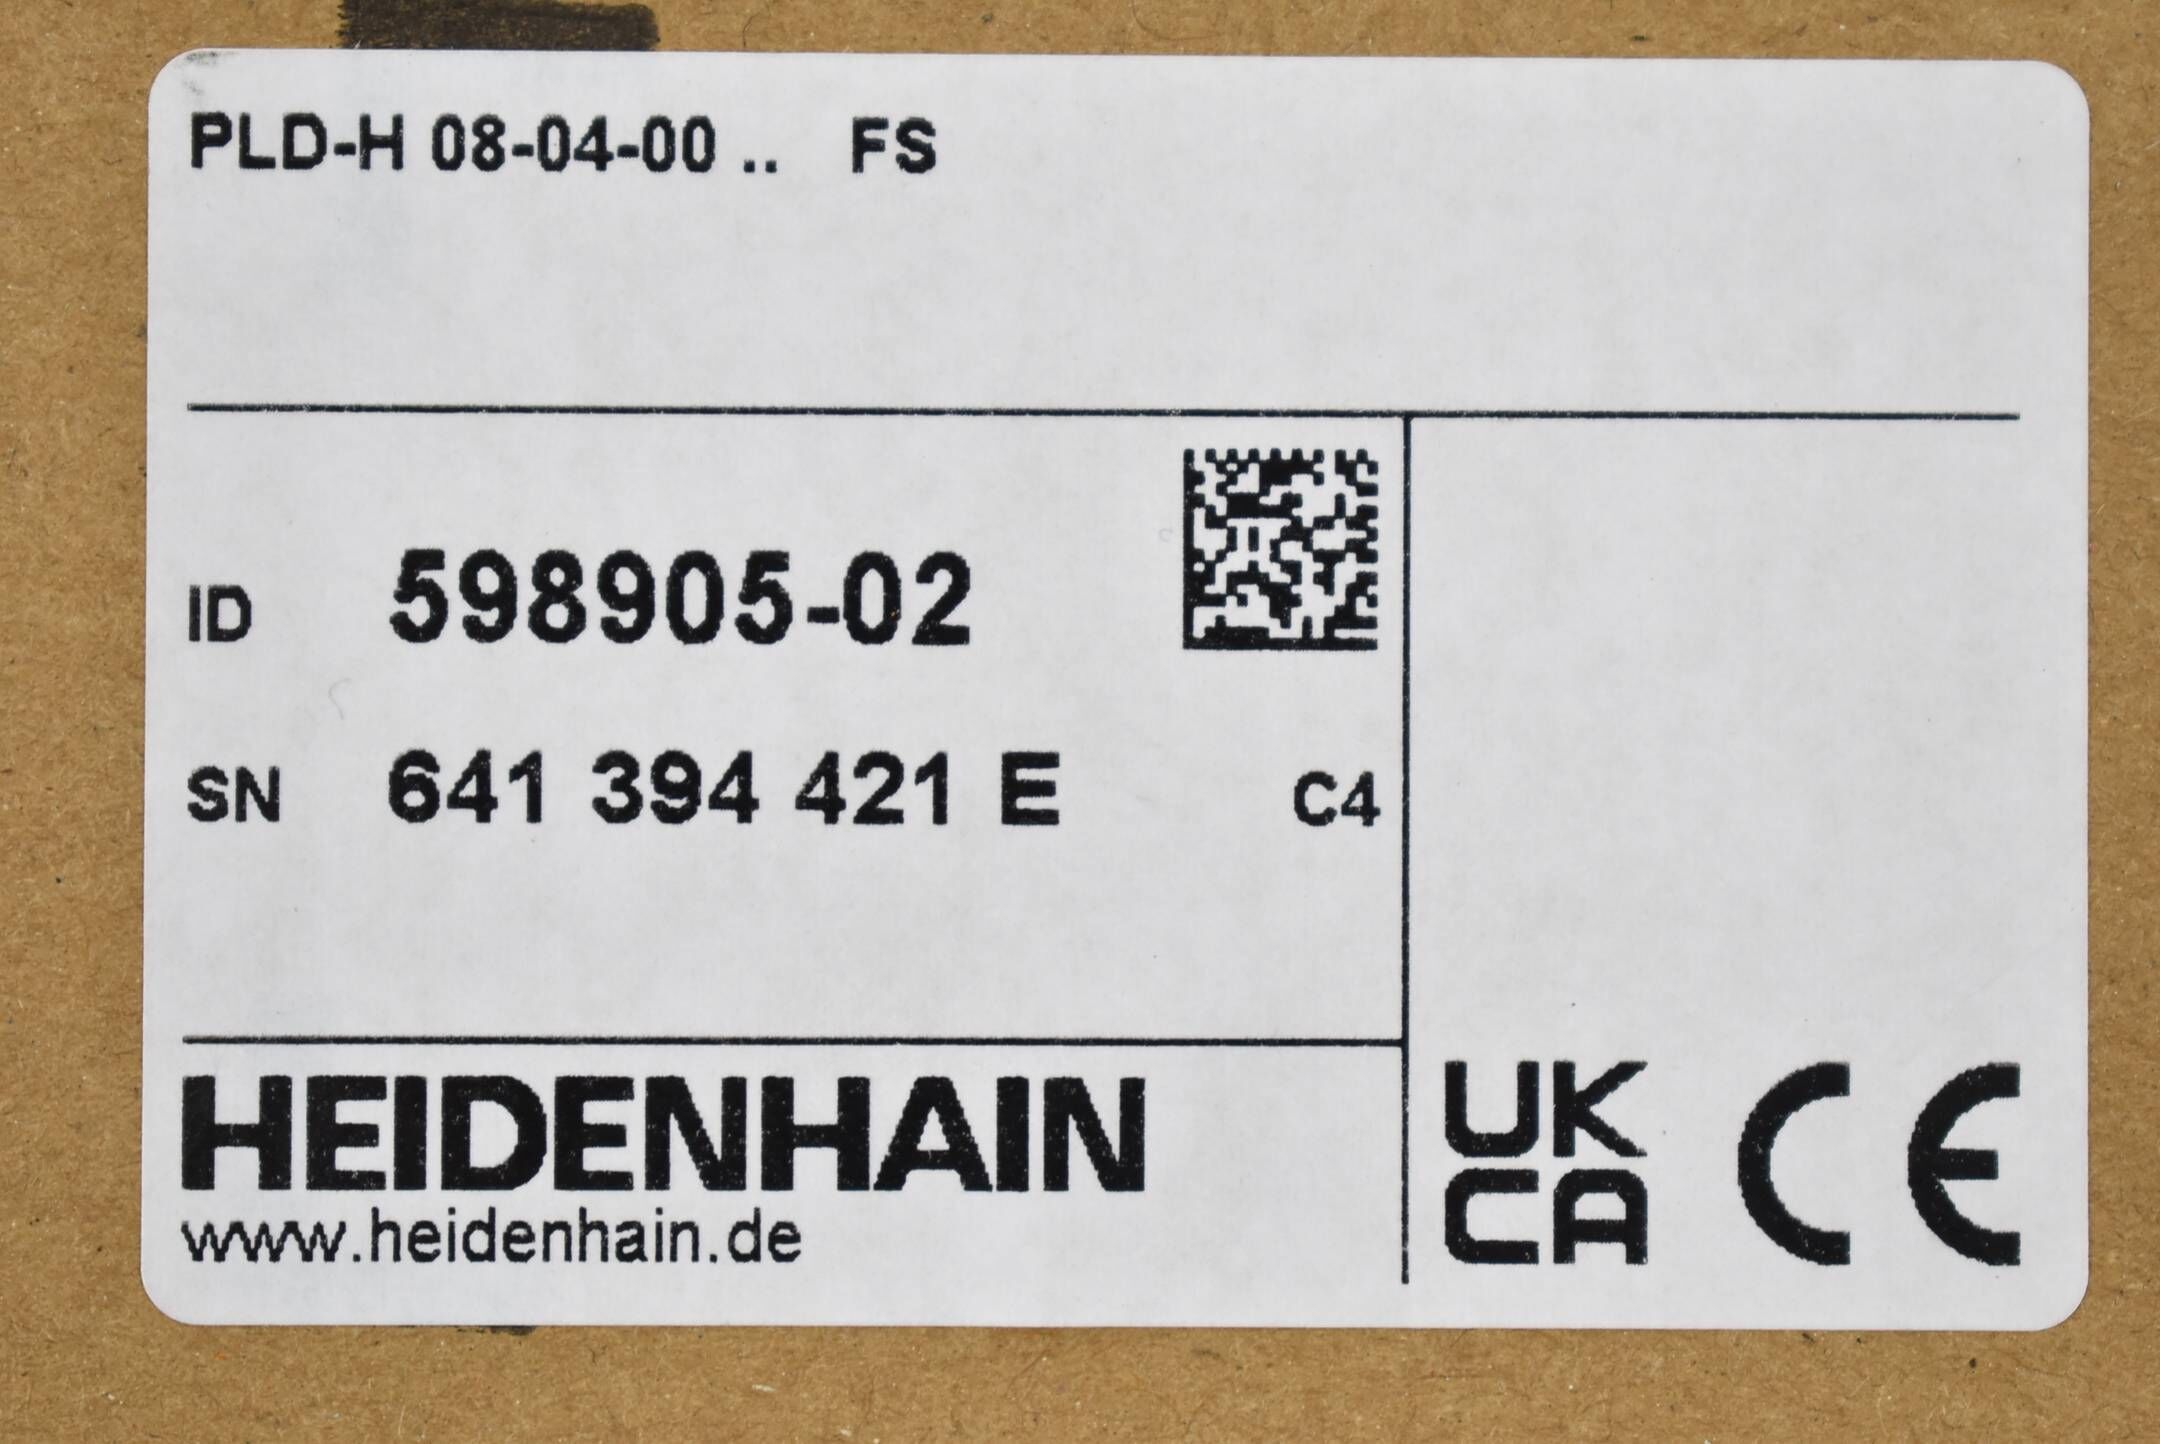 PLD-H 08-04-00 .. FS
ID 598905-02
SN 641 394 421 E C4
HEIDENHAIN
www.heidenhain.de
UK
CA
CE